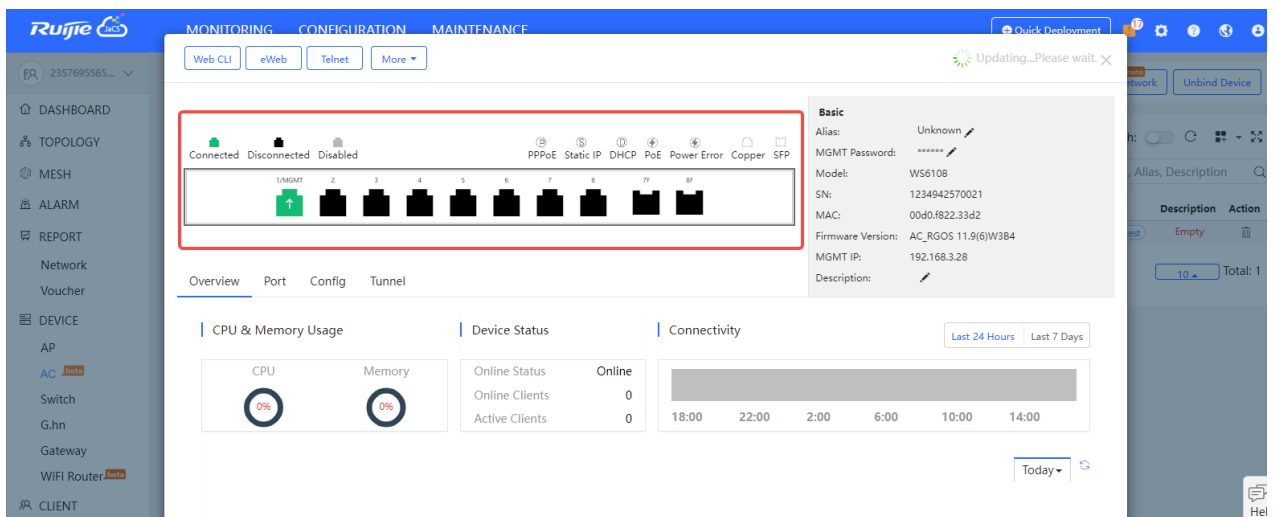 Ruijie JaCS MONITORING CONFIGURATION MAINTENANCE Quick Deployment 17
Web CLI eWeb Telnet More Updating...Please wait.
2357695565... Unbind Device
DASHBOARD
TOPOLOGY
MESH
ALARM
REPORT
Network
Voucher
DEVICE
AP
AC beta
Switch
G.hn
Gateway
WiFi Router beta
CLIENT
Connected Disconnected Disabled PPPoE Static IP DHCP PoE Power Error Copper SFP
1/MGMT 2 3 4 5 6 7 8 7F 8F
Basic
Alias: Unknown
MGMT Password: ******
Model: WS6108
SN: 1234942570021
MAC: 00d0.f822.33d2
Firmware Version: AC_RGOS 11.9(6)W3B4
MGMT IP: 192.168.3.28
Description:
Overview Port Config Tunnel
CPU & Memory Usage
CPU Memory
0% 0%
Device Status
Online Status Online
Online Clients 0
Active Clients 0
Connectivity Last 24 Hours Last 7 Days
18:00 22:00 2:00 6:00 10:00 14:00
Today
beta
, Alias, Description
Description Action
Empty
10 Total: 1